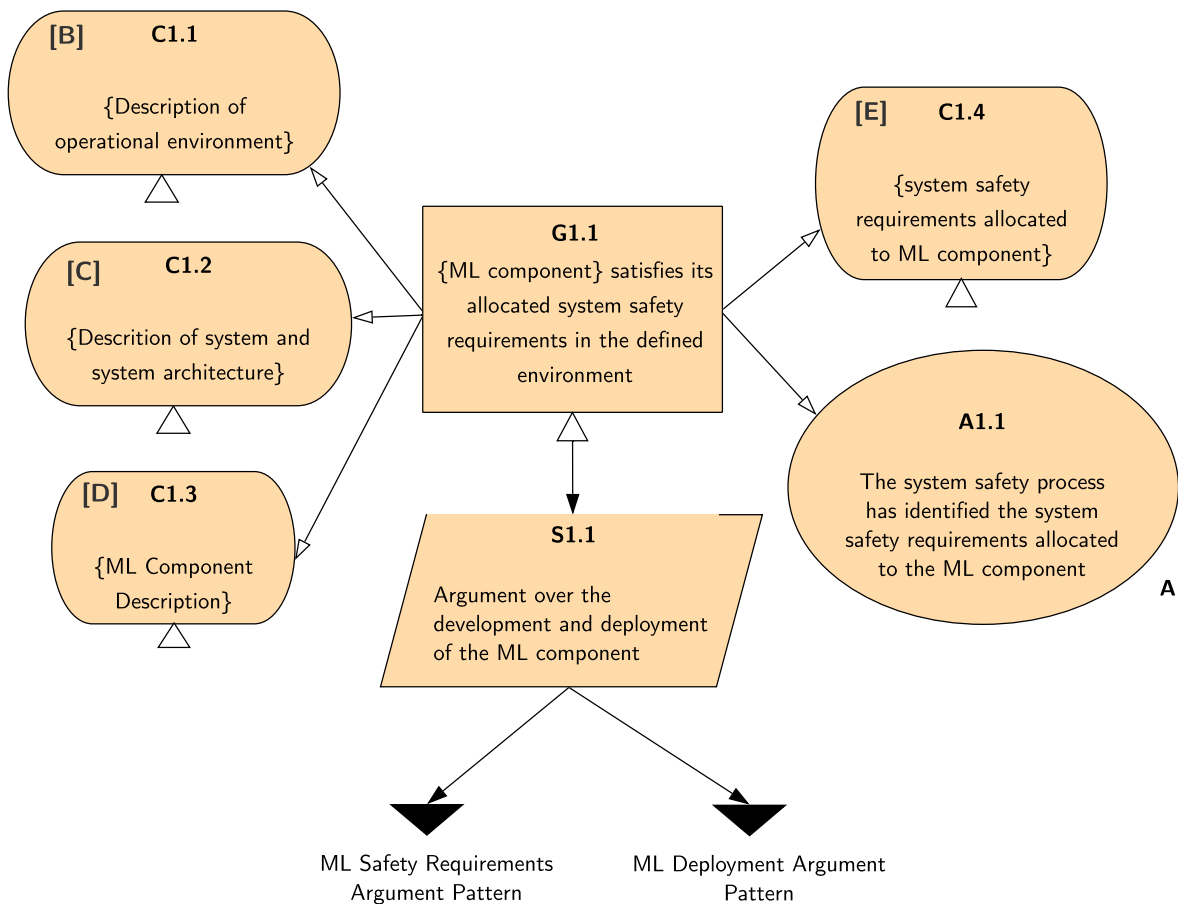 [B] C1.1
{Description of
operational environment}
[C] C1.2
{Descrition of system and
system architecture}
[D] C1.3
{ML Component
Description}
G1.1
{ML component} satisfies its
allocated system safety
requirements in the defined
environment
S1.1
Argument over the
development and deployment
of the ML component
[E] C1.4
{system safety
requirements allocated
to ML component}
A1.1
The system safety process
has identified the system
safety requirements allocated
to the ML component
A
ML Safety Requirements
Argument Pattern
ML Deployment Argument
Pattern